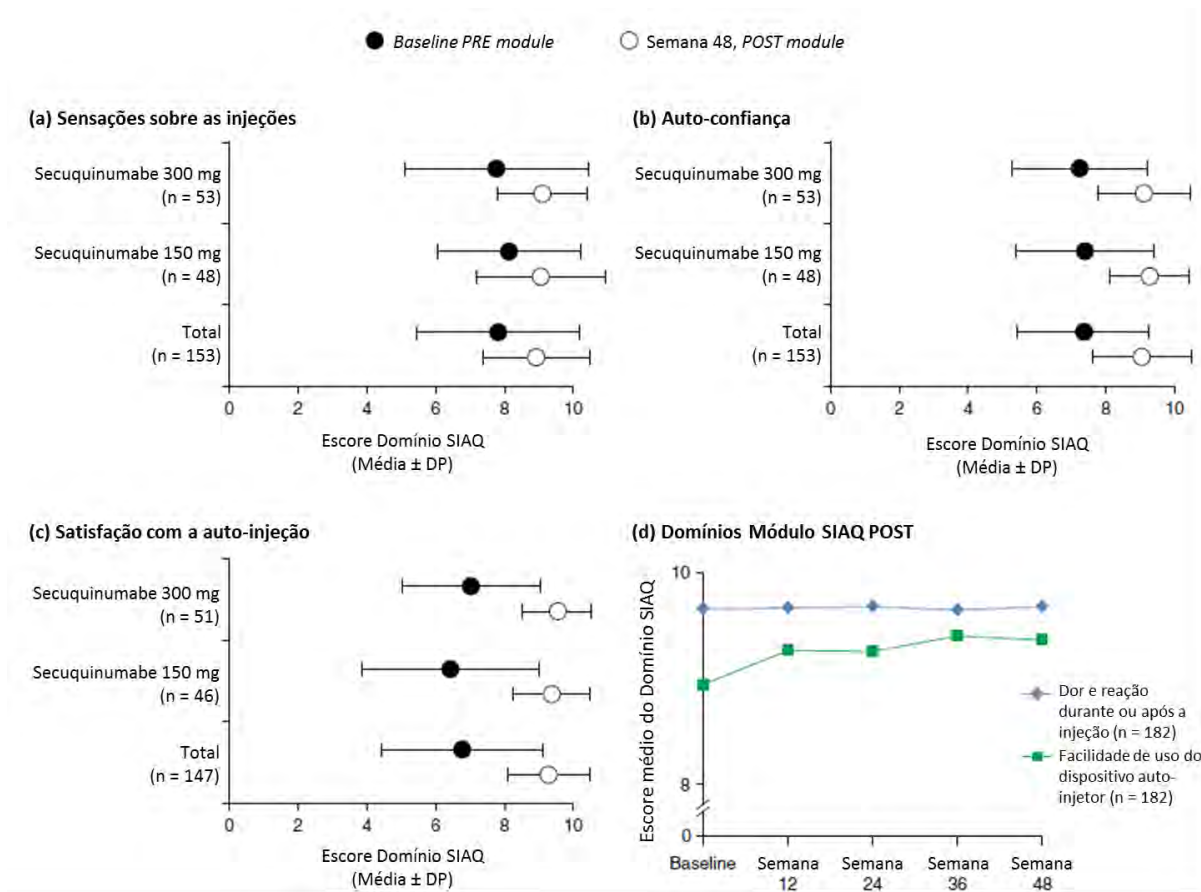 Baseline PRE module
Semana 48, POST module
(a) Sensações sobre as injeções
Secuquinumabe 300 mg
(n = 53)
Secuquinumabe 150 mg
(n = 48)
Total
(n = 153)
0 2 4 6 8 10
Escore Domínio SIAQ
(Média ± DP)
(b) Auto-confiança
Secuquinumabe 300 mg
(n = 53)
Secuquinumabe 150 mg
(n = 48)
Total
(n = 153)
0 2 4 6 8 10
Escore Domínio SIAQ
(Média ± DP)
(c) Satisfação com a auto-injeção
Secuquinumabe 300 mg
(n = 51)
Secuquinumabe 150 mg
(n = 46)
Total
(n = 147)
0 2 4 6 8 10
Escore Domínio SIAQ
(Média ± DP)
(d) Domínios Módulo SIAQ POST
Escore médio do Domínio SIAQ
10
8
0
Baseline Semana Semana Semana Semana
12 24 36 48
Dor e reação
durante ou após a
injeção (n = 182)
Facilidade de uso do
dispositivo auto-
injetor (n = 182)